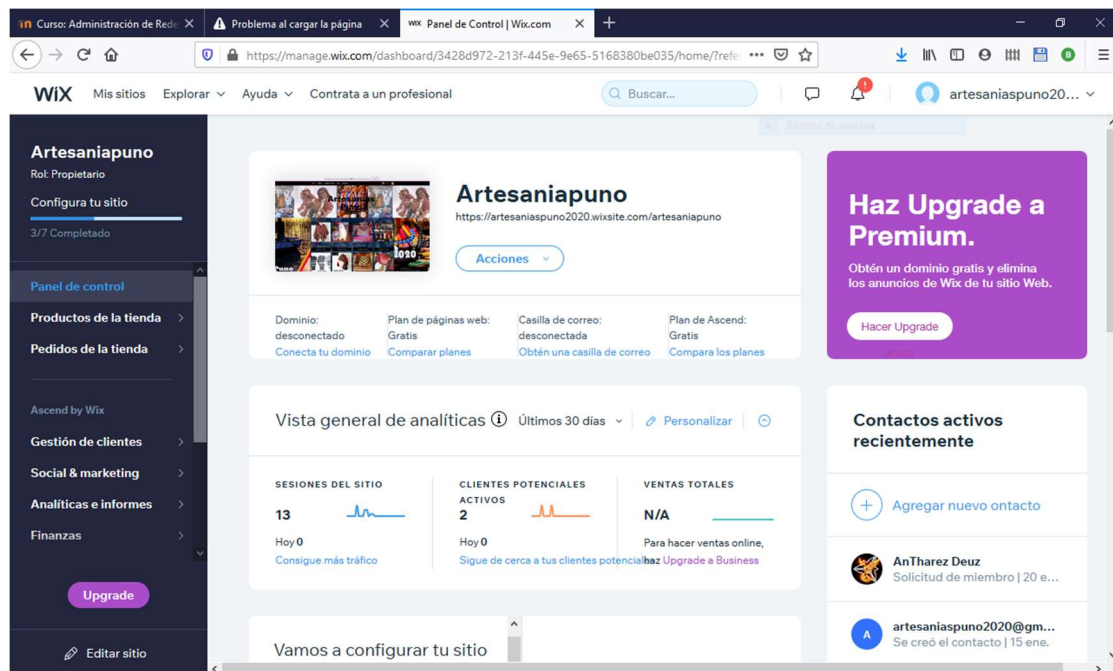 Curso: Administración de Rede
Problema al cargar la página
WiX Panel de Control | Wix.com
https://manage.wix.com/dashboard/3428d972-213f-445e-9e65-5168380be035/home/?refe
WiX
Mis sitios
Explorar
Ayuda
Contrata a un profesional
Buscar...
artesaniaspuno20...
Recorte de ventana
Artesaniapuno
Rol: Propietario
Configura tu sitio
3/7 Completado
Panel de control
Productos de la tienda
Pedidos de la tienda
Ascend by Wix
Gestión de clientes
Social & marketing
Analíticas e informes
Finanzas
Upgrade
Editar sitio
Artesaniapuno
https://artesaniaspuno2020.wixsite.com/artesaniapuno
Acciones
Dominio:
desconectado
Conecta tu dominio
Plan de páginas web:
Gratis
Comparar planes
Casilla de correo:
desconectada
Obtén una casilla de correo
Plan de Ascend:
Gratis
Compara los planes
Haz Upgrade a
Premium.
Obtén un dominio gratis y elimina
los anuncios de Wix de tu sitio Web.
Hacer Upgrade
Vista general de analíticas
Últimos 30 días
Personalizar
SESIONES DEL SITIO
13
Hoy 0
Consigue más tráfico
CLIENTES POTENCIALES
ACTIVOS
2
Hoy 0
Sigue de cerca a tus clientes potenciales
VENTAS TOTALES
N/A
Para hacer ventas online,
haz Upgrade a Business
Contactos activos
recientemente
Agregar nuevo ontacto
AnTharez Deuz
Solicitud de miembro | 20 e...
A
artesaniaspuno2020@gm...
Se creó el contacto | 15 ene.
Vamos a configurar tu sitio